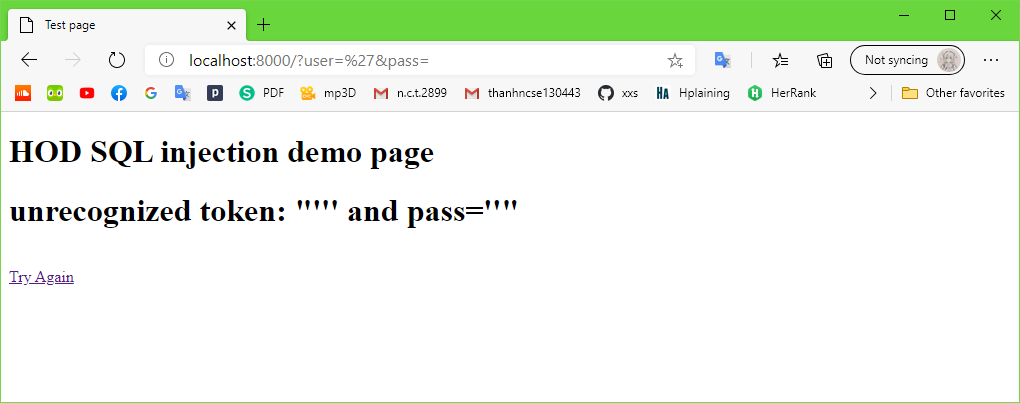 Test page
localhost:8000/?user=%27&pass=
Not syncing
PDF mp3D n.c.t.2899 thanhncse130443 xxs HA Hplaining HerRank Other favorites
HOD SQL injection demo page
unrecognized token: "''' and pass=''"
Try Again